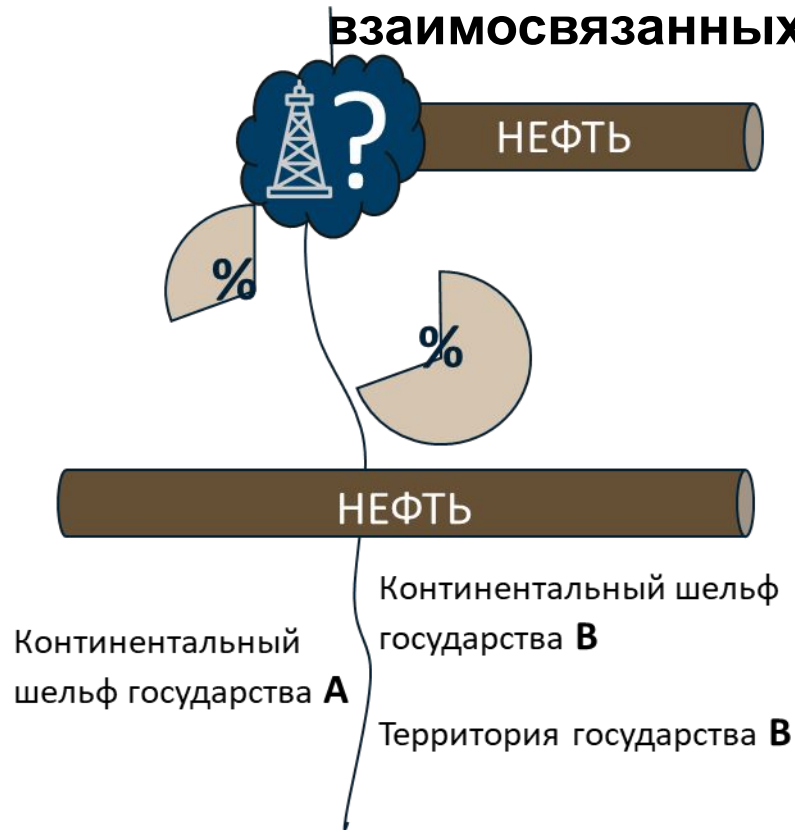 взаимосвязанных
?
НЕФТЬ
%
%
НЕФТЬ
Континентальный шельф
государства В
Континентальный
шельф государства А
Территория государства В